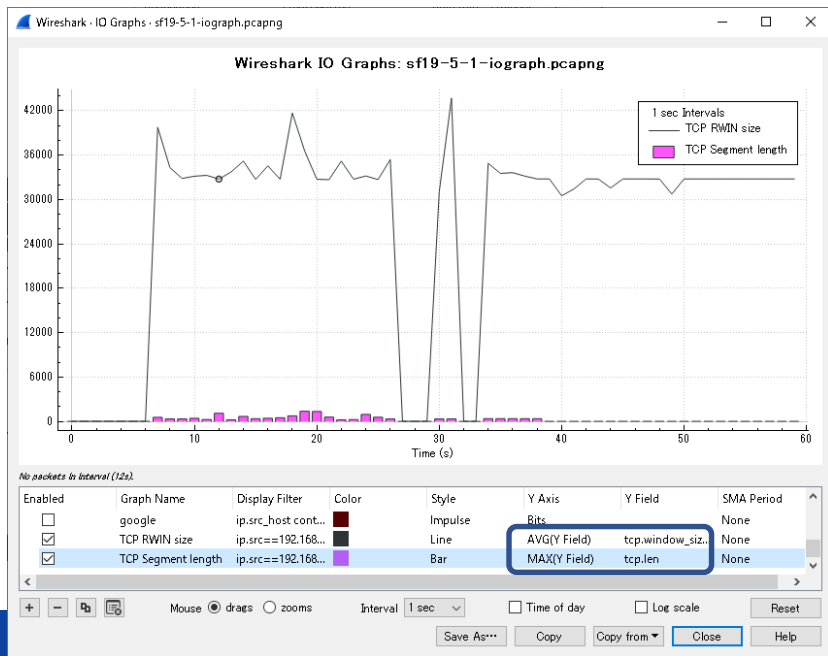 Wireshark · IO Graphs · sf19-5-1-iograph.pcapng
Wireshark IO Graphs: sf19-5-1-iograph.pcapng
42000
36000
30000
24000
18000
12000
6000
0
1 sec Intervals
TCP RWIN size
TCP Segment length
0 10 20 30 40 50 60
Time (s)
No packets in interval (12s).
Enabled Graph Name Display Filter Color Style Y Axis Y Field SMA Period
google ip.src_host cont... Impulse Bits None
TCP RWIN size ip.src==192.168... Line AVG(Y Field) tcp.window_siz... None
TCP Segment length ip.src==192.168... Bar MAX(Y Field) tcp.len None
+ − Mouse drags zooms Interval 1 sec Time of day Log scale Reset
Save As… Copy Copy from Close Help